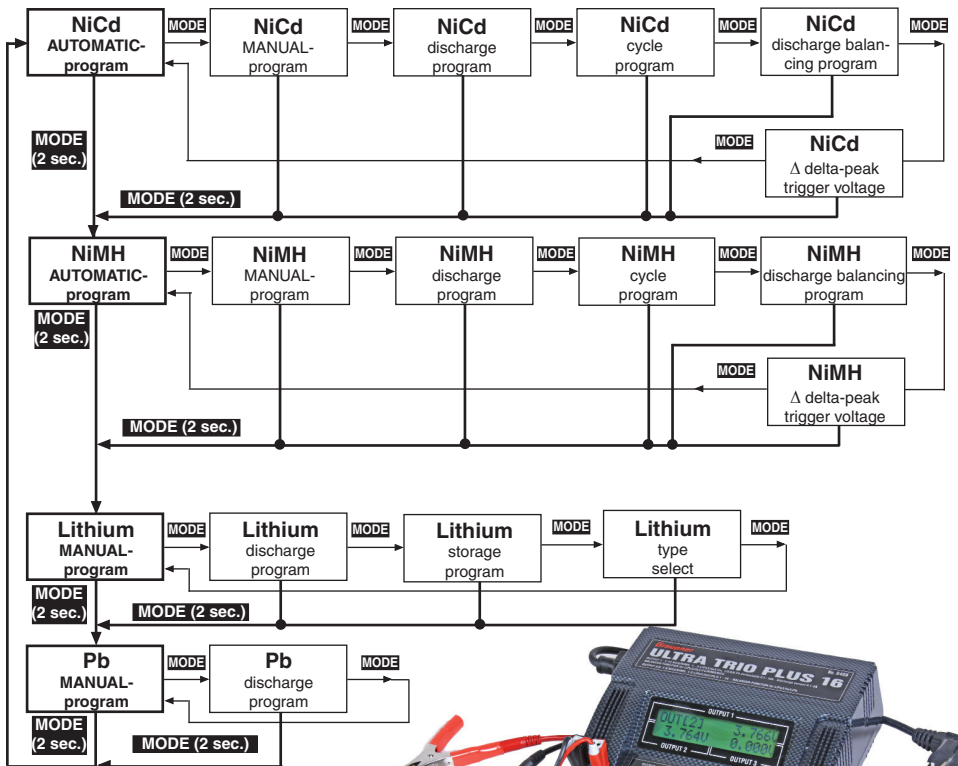 NiCd
AUTOMATIC-
program
MODE
NiCd
MANUAL-
program
MODE
NiCd
discharge
program
MODE
NiCd
cycle
program
MODE
NiCd
discharge balan-
cing program
MODE
MODE
(2 sec.)
MODE
NiCd
Δ delta-peak
trigger voltage
MODE (2 sec.)
NiMH
AUTOMATIC-
program
MODE
NiMH
MANUAL-
program
MODE
NiMH
discharge
program
MODE
NiMH
cycle
program
MODE
NiMH
discharge balancing
program
MODE
MODE
(2 sec.)
MODE
NiMH
Δ delta-peak
trigger voltage
MODE (2 sec.)
Lithium
MANUAL-
program
MODE
Lithium
discharge
program
MODE
Lithium
storage
program
MODE
Lithium
type
select
MODE
MODE
(2 sec.)
MODE (2 sec.)
Pb
MANUAL-
program
MODE
Pb
discharge
program
MODE
MODE
(2 sec.)
MODE (2 sec.)
Graupner
ULTRA TRIO PLUS 16
OUTPUT 1
OUT[2] 3.766V
3.764V 0.000V
OUTPUT 2
OUTPUT 3